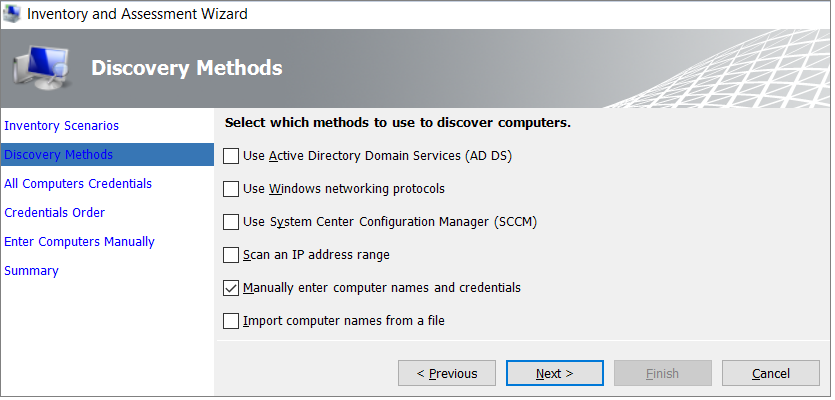 Inventory and Assessment Wizard
Discovery Methods
Inventory Scenarios
Discovery Methods
All Computers Credentials
Credentials Order
Enter Computers Manually
Summary
Select which methods to use to discover computers.
Use Active Directory Domain Services (AD DS)
Use Windows networking protocols
Use System Center Configuration Manager (SCCM)
Scan an IP address range
Manually enter computer names and credentials
Import computer names from a file
< Previous
Next >
Finish
Cancel